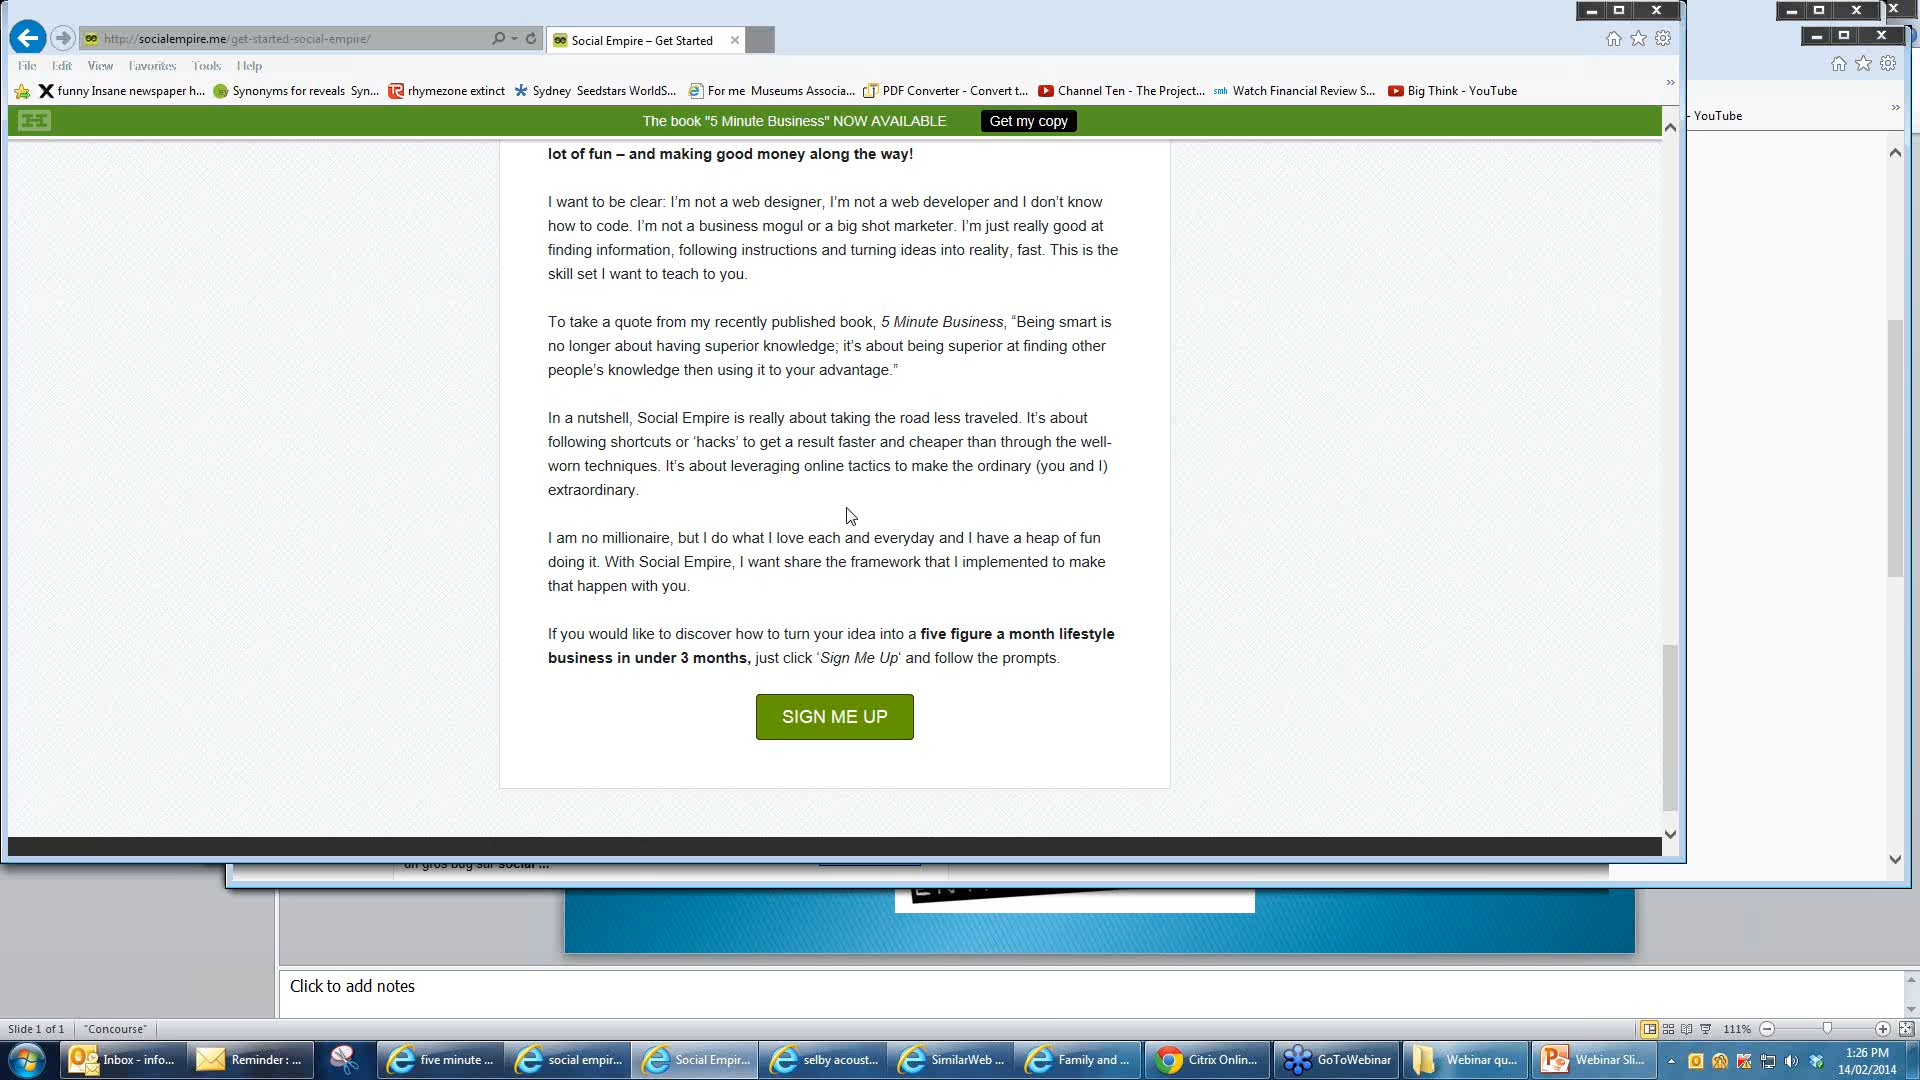 http://socialempire.me/get-started-social-empire/
Social Empire – Get Started
File Edit View Favorites Tools Help
funny Insane newspaper h...
Synonyms for reveals Syn...
rhymezone extinct
Sydney Seedstars WorldS...
For me Museums Associa...
PDF Converter - Convert t...
Channel Ten - The Project...
smh Watch Financial Review S...
Big Think - YouTube
- YouTube
The book "5 Minute Business" NOW AVAILABLE
Get my copy
lot of fun – and making good money along the way!
I want to be clear: I'm not a web designer, I'm not a web developer and I don't know
how to code. I'm not a business mogul or a big shot marketer. I'm just really good at
finding information, following instructions and turning ideas into reality, fast. This is the
skill set I want to teach to you.
To take a quote from my recently published book, 5 Minute Business, “Being smart is
no longer about having superior knowledge; it’s about being superior at finding other
people’s knowledge then using it to your advantage.”
In a nutshell, Social Empire is really about taking the road less traveled. It’s about
following shortcuts or ‘hacks’ to get a result faster and cheaper than through the well-
worn techniques. It’s about leveraging online tactics to make the ordinary (you and I)
extraordinary.
I am no millionaire, but I do what I love each and everyday and I have a heap of fun
doing it. With Social Empire, I want share the framework that I implemented to make
that happen with you.
If you would like to discover how to turn your idea into a five figure a month lifestyle
business in under 3 months, just click ‘Sign Me Up‘ and follow the prompts.
SIGN ME UP
un gros bug sur social ...
Click to add notes
Slide 1 of 1
"Concourse"
111%
Inbox - info...
Reminder : ...
five minute ...
social empir...
Social Empir...
selby acoust...
SimilarWeb ...
Family and ...
Citrix Onlin...
GoToWebinar
Webinar qu...
Webinar Sli...
1:26 PM
14/02/2014